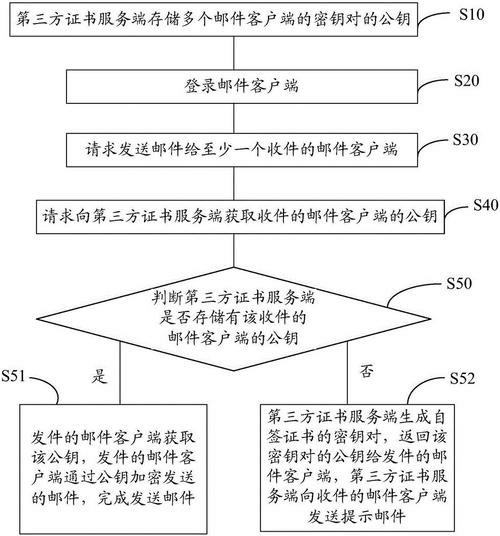 第三方证书服务端存储多个邮件客户端的密钥对的公钥
S10
登录邮件客户端
S20
请求发送邮件给至少一个收件的邮件客户端
S30
请求向第三方证书服务端获取收件的邮件客户端的公钥
S40
判断第三方证书服务端
是否存储有该收件的
邮件客户端的公钥
S50
是
否
S51
发件的邮件客户端获取
该公钥，发件的邮件客
户端通过公钥加密发送
的邮件，完成发送邮件
S52
第三方证书服务端生成自
签证书的密钥对，返回该
密钥对的公钥给发件的邮
件客户端，第三方证书服
务端向收件的邮件客户端
发送提示邮件